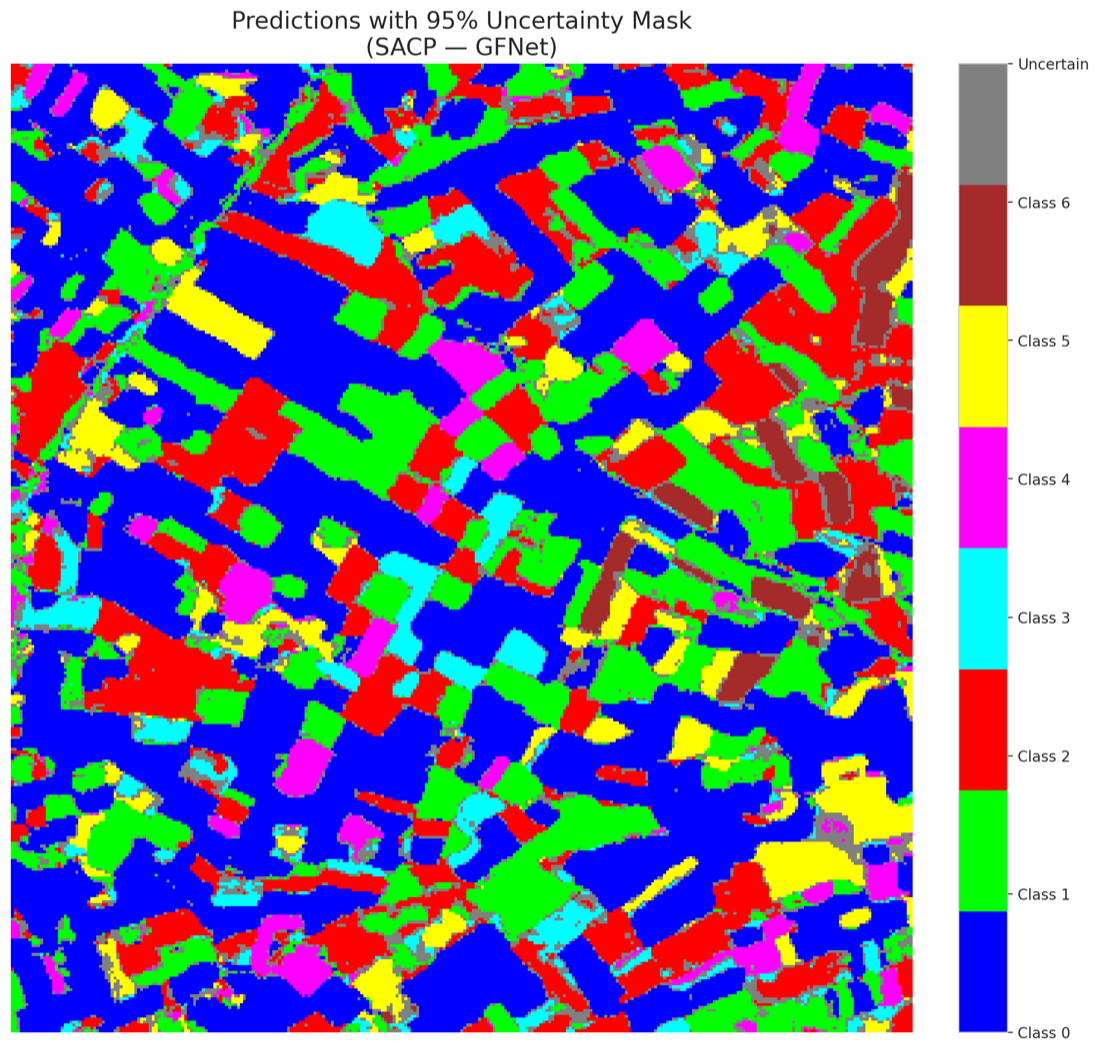 Predictions with 95% Uncertainty Mask
(SACP — GFNet)
Uncertain
Class 6
Class 5
Class 4
Class 3
Class 2
Class 1
Class 0